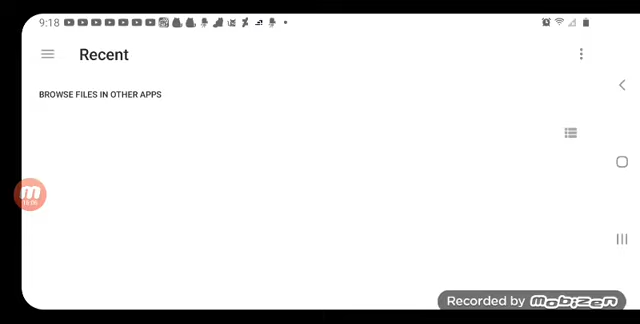 9:18
Recent
BROWSE FILES IN OTHER APPS
Recorded by MOBIZEN